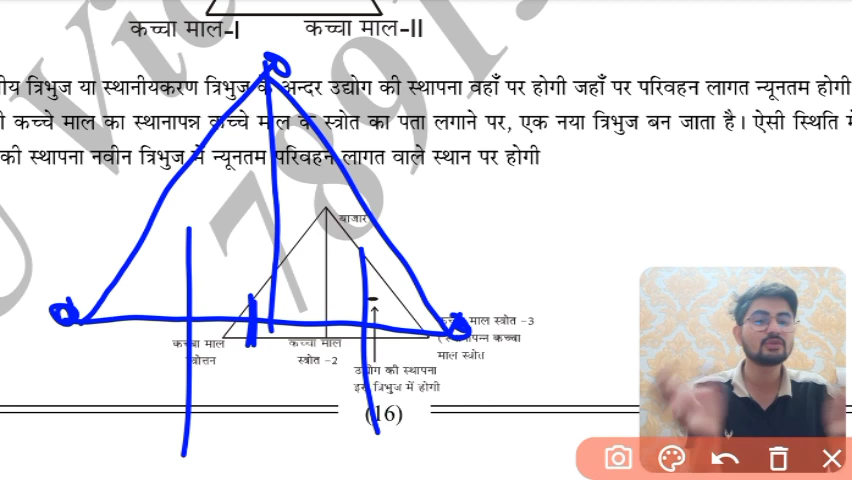 कच्चा माल-I कच्चा माल-II
ीय त्रिभुज या स्थानीयकरण त्रिभुज के अन्दर उद्योग की स्थापना वहाँ पर होगी जहाँ पर परिवहन लागत न्यूनतम होगी
कच्चे माल का स्थानापन्न कच्चे माल के स्त्रोत का पता लगाने पर, एक नया त्रिभुज बन जाता है। ऐसी स्थिति में
की स्थापना नवीन त्रिभुज में न्यूनतम परिवहन लागत वाले स्थान पर होगी
बाजार
कच्चा माल
कच्चा माल
स्त्रोत -2
माल स्त्रोत -3
कच्चा
माल स्त्रोत
उद्योग की स्थापना
इस त्रिभुज में होगी
(16)